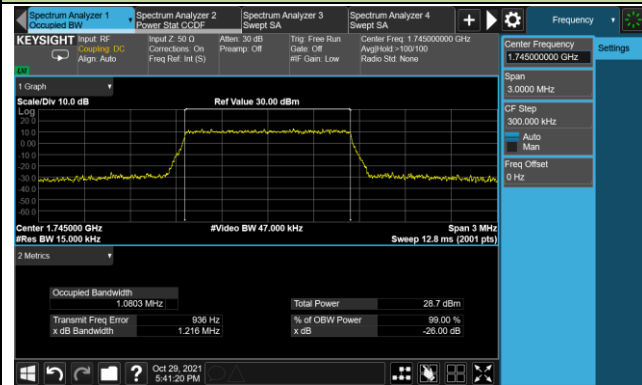 Spectrum Analyzer 1
Occupied BW
Spectrum Analyzer 2
Power Stat CCDF
Spectrum Analyzer 3
Swept SA
Spectrum Analyzer 4
Swept SA
+
Frequency
KEYSIGHT
Input: RF
Coupling: DC
Align: Auto
Input Z: 50 Ω
Corrections: On
Freq Ref: Int (S)
Atten: 30 dB
Preamp: Off
Trig: Free Run
Gate: Off
#IF Gain: Low
Center Freq: 1.745000000 GHz
Avg|Hold:>100/100
Radio Std: None
Center Frequency
1.745000000 GHz
Settings
Span
3.0000 MHz
CF Step
300.000 kHz
Auto
Man
Freq Offset
0 Hz
1 Graph
Scale/Div 10.0 dB
Ref Value 30.00 dBm
Log
20.0
10.0
0.00
-10.0
-20.0
-30.0
-40.0
-50.0
-60.0
Center 1.745000 GHz
#Video BW 47.000 kHz
Span 3 MHz
#Res BW 15.000 kHz
Sweep 12.8 ms (2001 pts)
2 Metrics
Occupied Bandwidth
1.0803 MHz
Total Power
28.7 dBm
Transmit Freq Error
936 Hz
% of OBW Power
99.00 %
x dB Bandwidth
1.216 MHz
x dB
-26.00 dB
?
Oct 29, 2021
5:41:20 PM